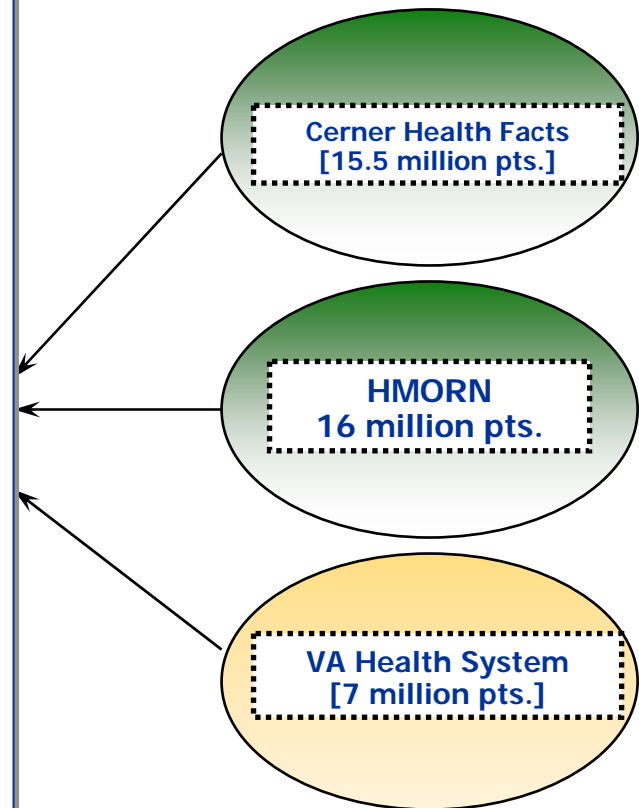 Cerner Health Facts
[15.5 million pts.]
HMORN
16 million pts.
VA Health System
[7 million pts.]